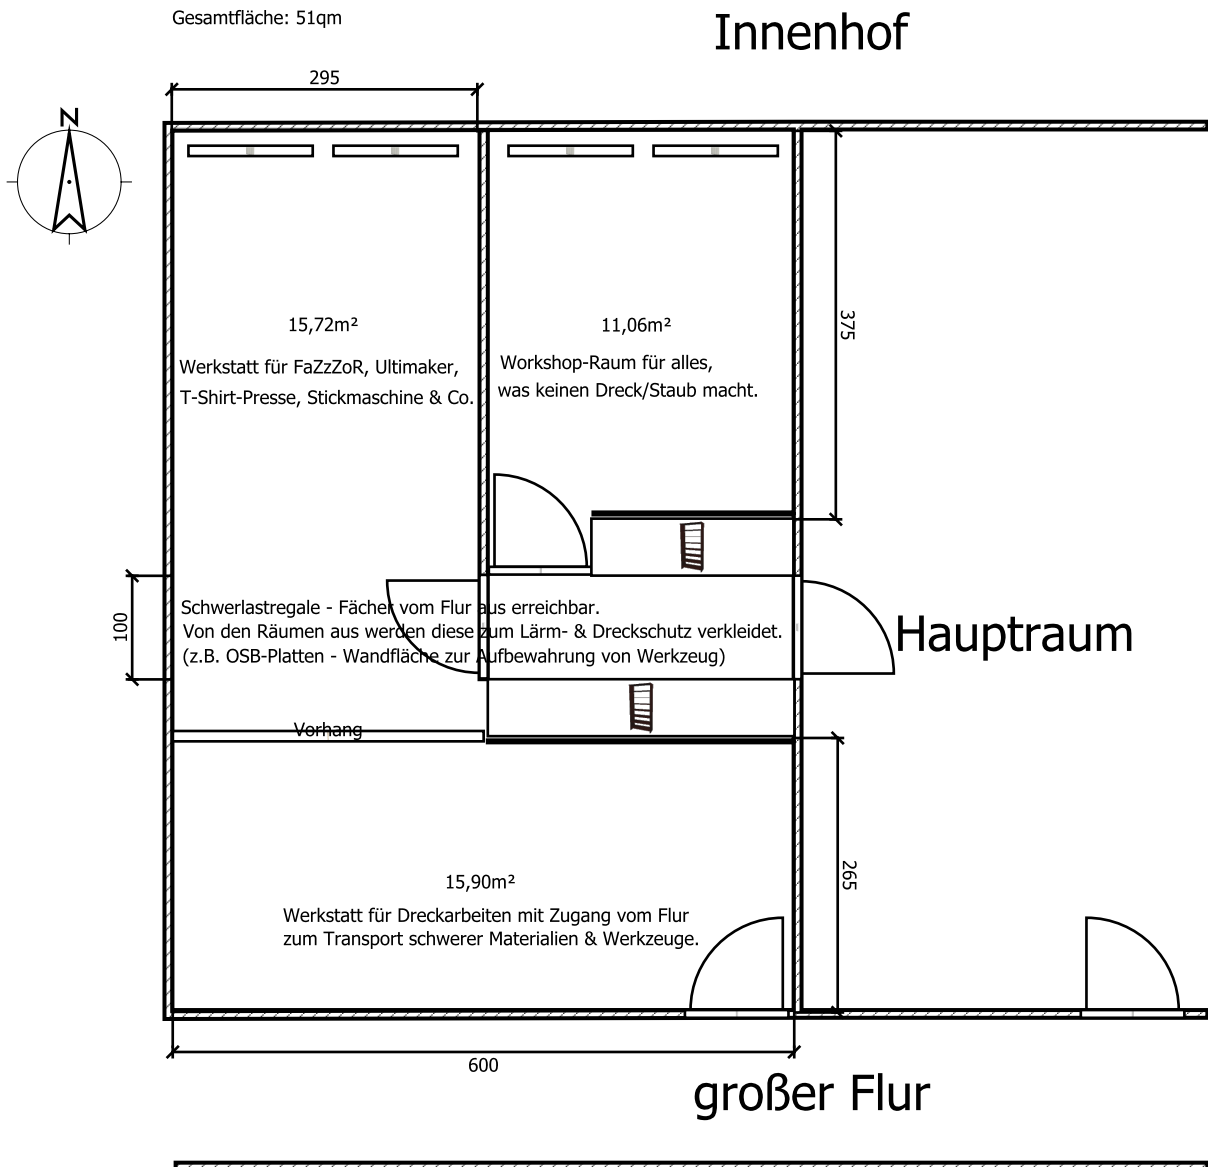 Gesamtfläche: 51qm
Innenhof
295
N
15,72m²
11,06m²
375
Werkstatt für FaZzZoR, Ultimaker,
T-Shirt-Presse, Stickmaschine & Co.
Workshop-Raum für alles,
was keinen Dreck/Staub macht.
100
Schwerlastregale - Fächer vom Flur aus erreichbar.
Von den Räumen aus werden diese zum Lärm- & Dreckschutz verkleidet.
(z.B. OSB-Platten - Wandfläche zur Aufbewahrung von Werkzeug)
Hauptraum
Vorhang
15,90m²
265
Werkstatt für Dreckarbeiten mit Zugang vom Flur
zum Transport schwerer Materialien & Werkzeuge.
600
großer Flur